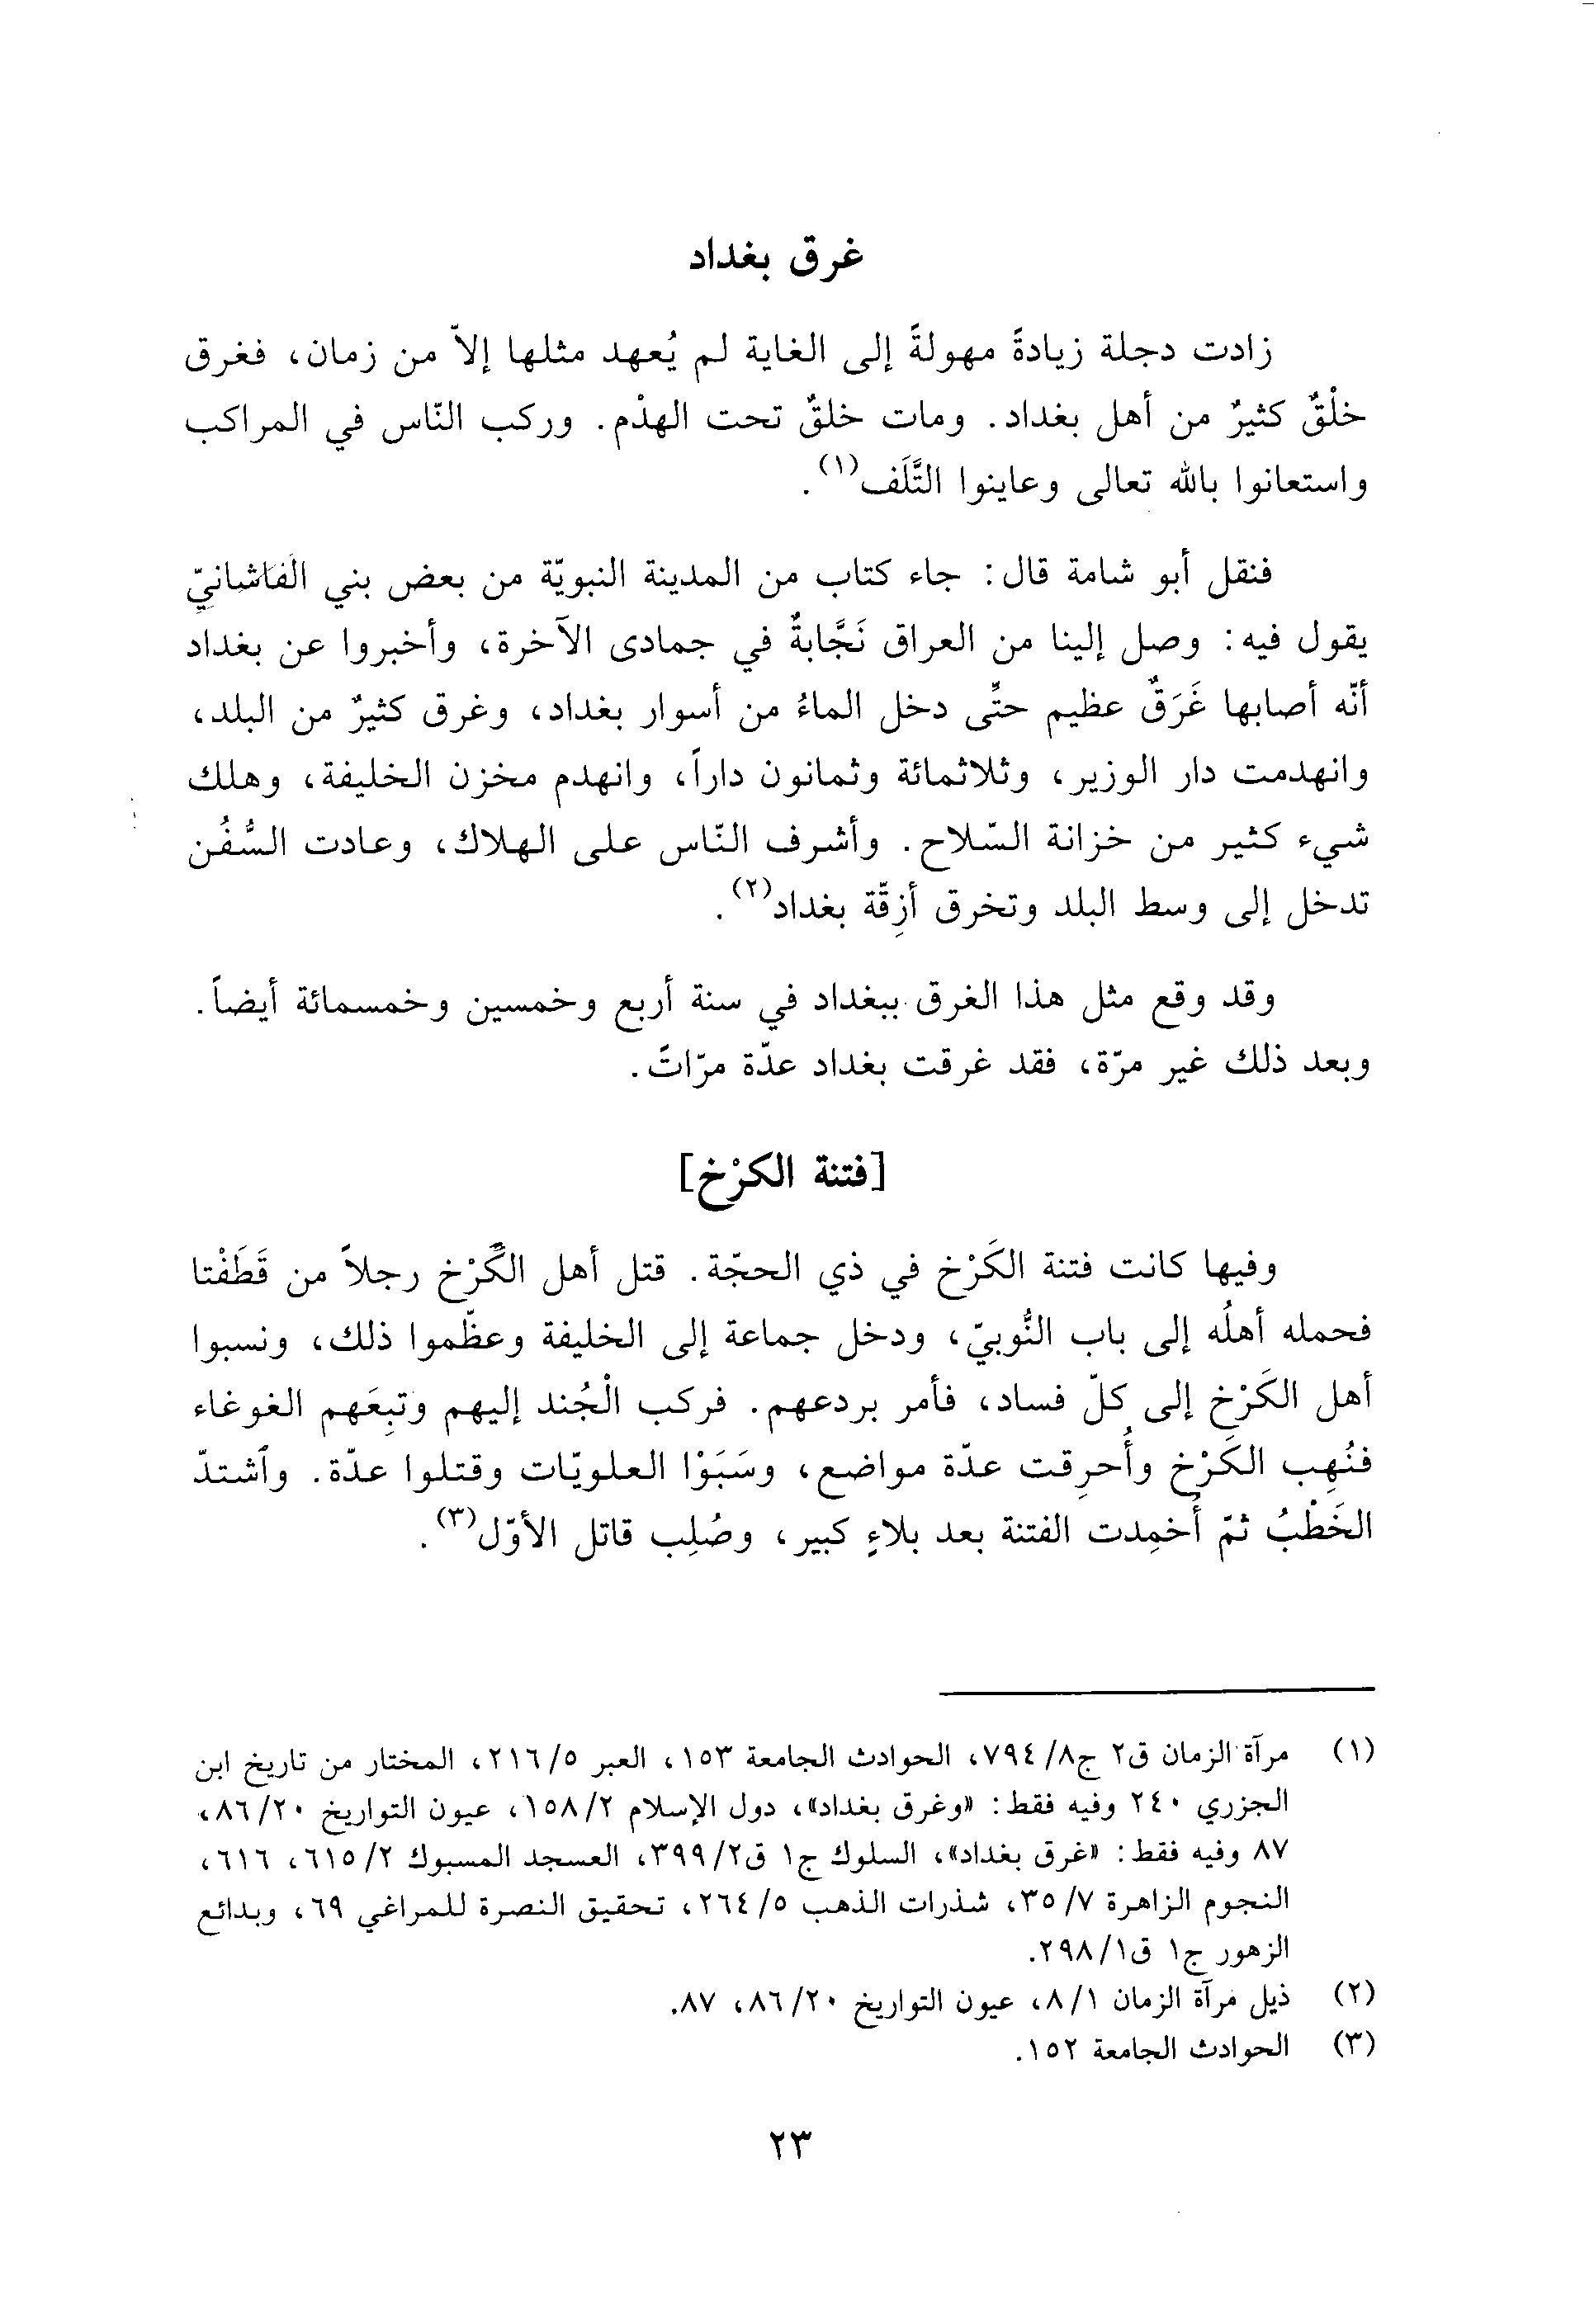 غرق بغداد
زادت دجلة زيادةً مهولةً إلى الغاية لم يُعهد مثلها إلاّ من زمان، فغرق
خلْقٌ كثيرٌ من أهل بغداد. ومات خلقٌ تحت الهدْم. وركب النّاس في المراكب
واستعانوا بالله تعالى وعاينوا التَّلَف(١).
فنقل أبو شامة قال: جاء كتاب من المدينة النبويّة من بعض بني الفاشانيّ
يقول فيه: وصل إلينا من العراق نَجَّابةٌ في جمادى الآخرة، وأخبروا عن بغداد
أنّه أصابها غَرَقٌ عظيم حتّى دخل الماءُ من أسوار بغداد، وغرق كثيرٌ من البلد،
وانهدمت دار الوزير، وثلاثمائة وثمانون داراً، وانهدم مخزن الخليفة، وهلك
شيء كثير من خزانة السّلاح. وأشرف النّاس على الهلاك، وعادت السُّفُن
تدخل إلى وسط البلد وتخرق أزِقّة بغداد(٢).
وقد وقع مثل هذا الغرق ببغداد في سنة أربع وخمسين وخمسمائة أيضاً.
وبعد ذلك غير مرّة، فقد غرقت بغداد عدّة مرّات.
[فتنة الكرْخ]
وفيها كانت فتنة الكَرْخ في ذي الحجّة. قتل أهل الكَرْخ رجلاً من قَطَفْتا
فحمله أهلُه إلى باب النُّوبيّ، ودخل جماعة إلى الخليفة وعظّموا ذلك، ونسبوا
أهل الكَرْخ إلى كلّ فساد، فأمر بردعهم. فركب الْجُند إليهم وتبِعَهم الغوغاء
فنُهِب الكَرْخ وأُحرِقت عدّة مواضع، وسَبَوْا العلويّات وقتلوا عدّة. وٱشتدّ
الخَطْبُ ثمّ أُخمِدت الفتنة بعد بلاءٍ كبير، وصُلِب قاتل الأوّل(٣).
(١) مرآة الزمان ق٢ ج٨/ ٧٩٤، الحوادث الجامعة ١٥٣، العبر ٥/ ٢١٦، المختار من تاريخ ابن
الجزري ٢٤٠ وفيه فقط: «وغرق بغداد»، دول الإسلام ٢/ ١٥٨، عيون التواريخ ٢٠/ ٨٦،
٨٧ وفيه فقط: «غرق بغداد»، السلوك ج١ ق٢/ ٣٩٩، العسجد المسبوك ٢/ ٦١٥، ٦١٦،
النجوم الزاهرة ٧/ ٣٥، شذرات الذهب ٥/ ٢٦٤، تحقيق النصرة للمراغي ٦٩، وبدائع
الزهور ج١ ق١/ ٢٩٨.
(٢) ذيل مرآة الزمان ١/ ٨، عيون التواريخ ٢٠/ ٨٦، ٨٧.
(٣) الحوادث الجامعة ١٥٢.
٢٣